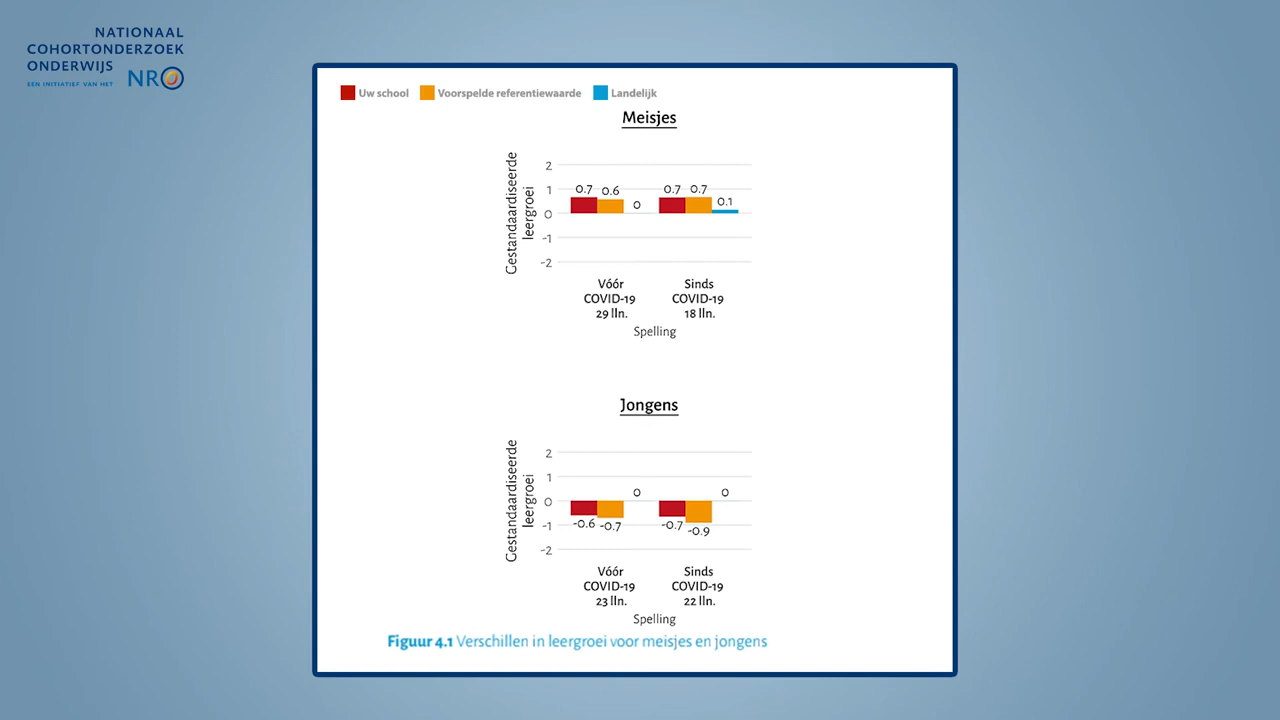 NATIONAAL
COHORTONDERZOEK
ONDERWIJS
EEN INITIATIEF VAN HET NRO
Uw school Voorspelde referentiewaarde Landelijk
Meisjes
Gestandaardiseerde
leergroei
2
1
0
-1
-2
0.7 0.6 0 0.7 0.7 0.1
Vóór Sinds
COVID-19 COVID-19
29 lln. 18 lln.
Spelling
Jongens
Gestandaardiseerde
leergroei
2
1
0
-1
-2
0 0
-0.6 -0.7 -0.7 -0.9
Vóór Sinds
COVID-19 COVID-19
23 lln. 22 lln.
Spelling
Figuur 4.1 Verschillen in leergroei voor meisjes en jongens